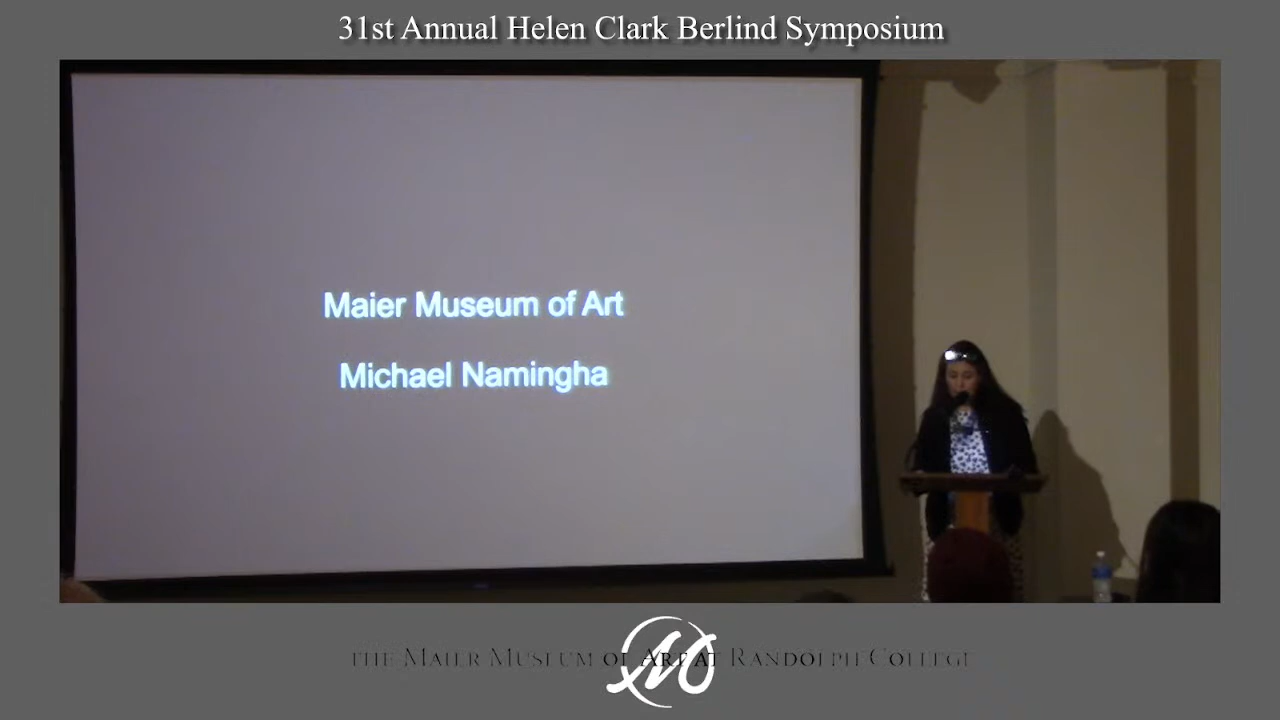 31st Annual Helen Clark Berlind Symposium
Maier Museum of Art
Michael Namingha
THE MAIER MUSEUM OF ART AT RANDOLPH COLLEGE